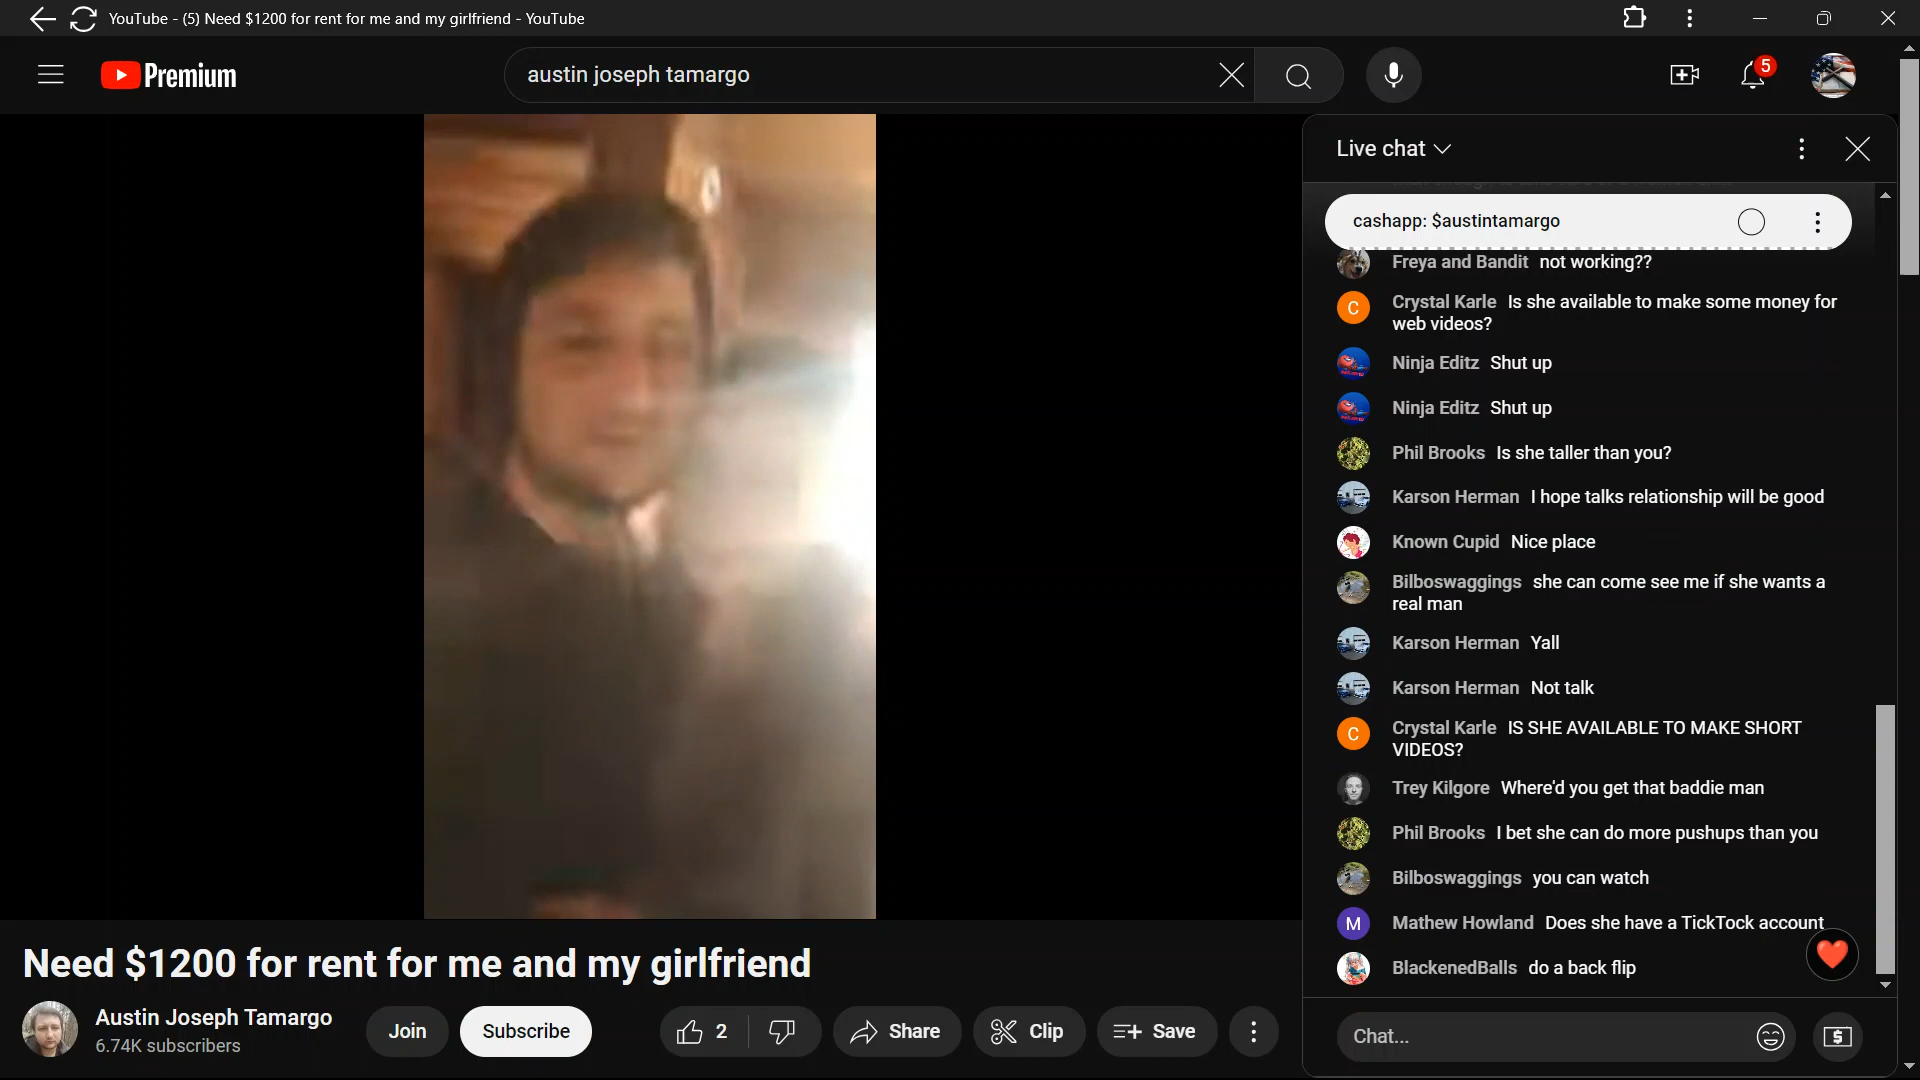 YouTube - (5) Need $1200 for rent for me and my girlfriend - YouTube
Premium
austin joseph tamargo
5
Live chat
cashapp: $austintamargo
Freya and Bandit not working??
C
Crystal Karle Is she available to make some money for
web videos?
Ninja Editz Shut up
Ninja Editz Shut up
Phil Brooks Is she taller than you?
Karson Herman I hope talks relationship will be good
Known Cupid Nice place
Bilboswaggings she can come see me if she wants a
real man
Karson Herman Yall
Karson Herman Not talk
C
Crystal Karle IS SHE AVAILABLE TO MAKE SHORT
VIDEOS?
Trey Kilgore Where'd you get that baddie man
Phil Brooks I bet she can do more pushups than you
Bilboswaggings you can watch
M
Mathew Howland Does she have a TickTock account
BlackenedBalls do a back flip
Need $1200 for rent for me and my girlfriend
Austin Joseph Tamargo
6.74K subscribers
Join
Subscribe
2
Share
Clip
Save
Chat...